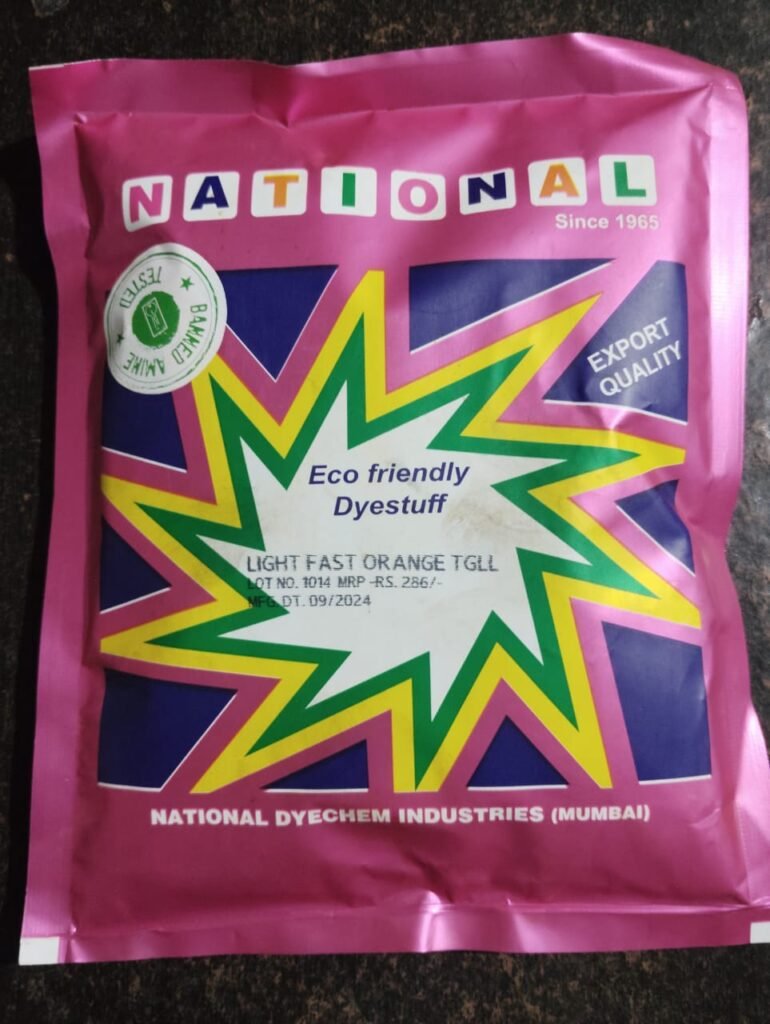 NATIONAL
Since 1965
BANNED AMINE
TESTED
EXPORT
QUALITY
Eco friendly
Dyestuff
LIGHT FAST ORANGE TGLL
LOT NO. 1014 MRP -RS. 286/-
MFG. DT. 09/2024
NATIONAL DYECHEM INDUSTRIES (MUMBAI)